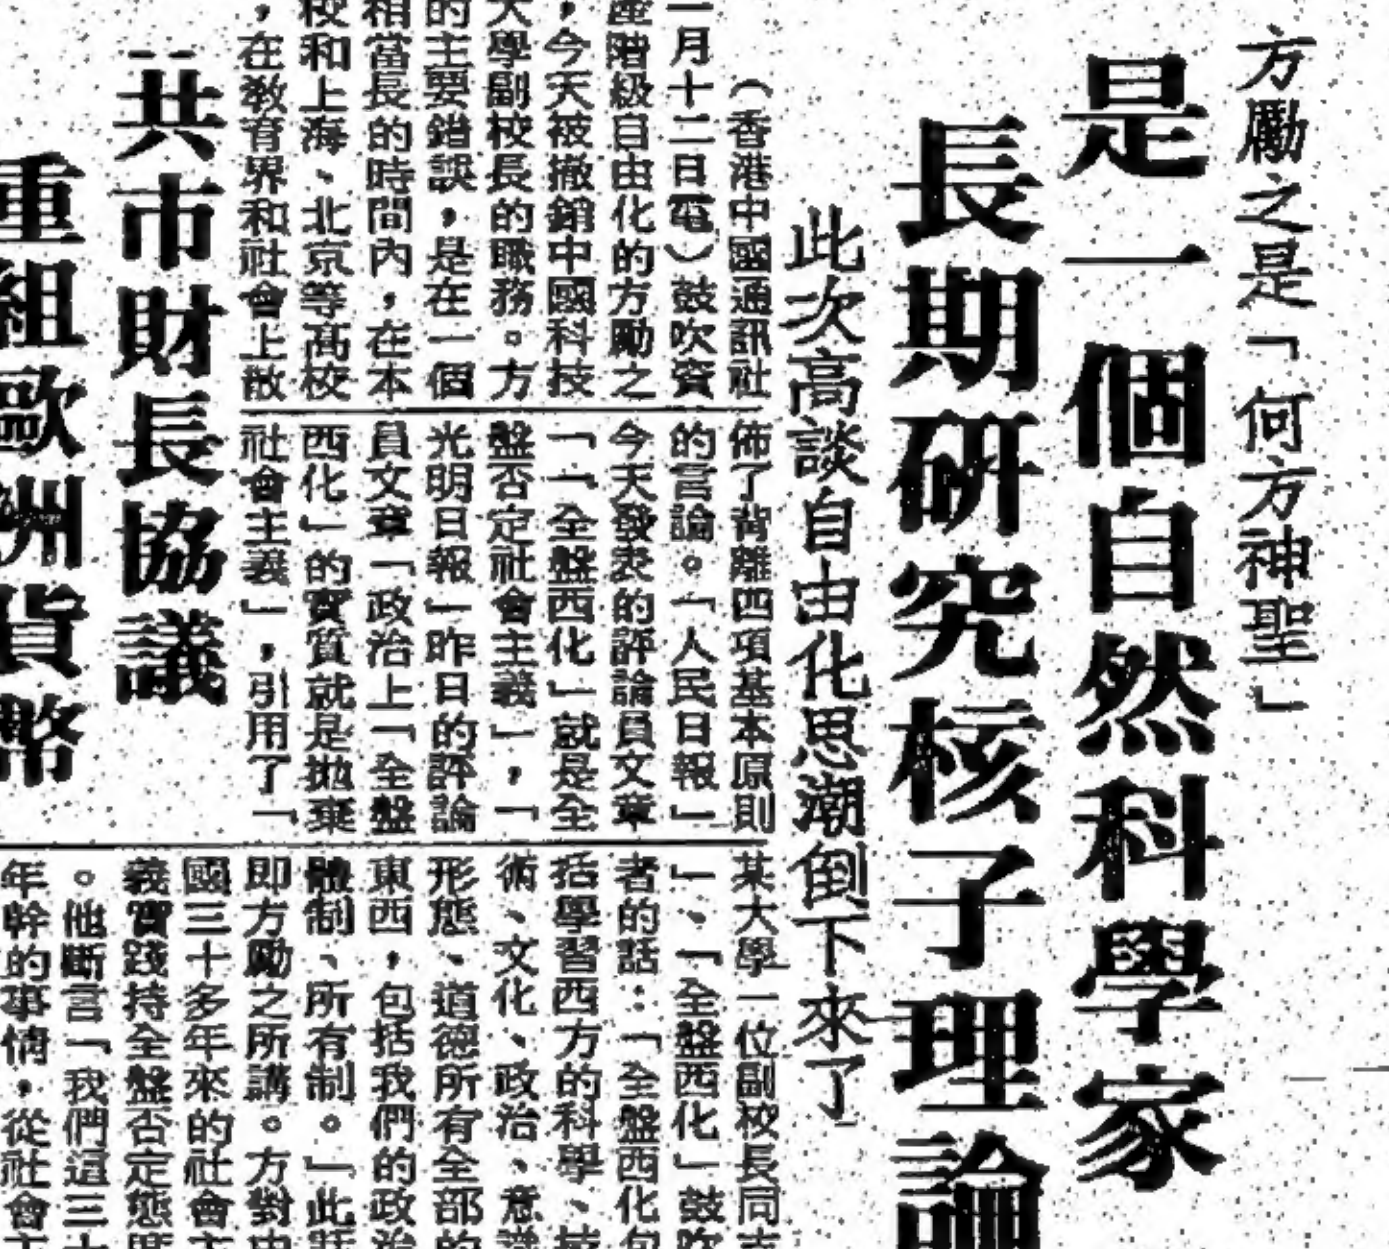 方勵之是「何方神聖」
是一個自然科學家
長期研究核子理論
此次高談自由化思潮倒下來了
（香港中國通訊社
一月十二日電）鼓吹資
產階級自由化的方勵之
，今天被撤銷中國科技
大學副校長的職務。方
的主要錯誤，是在一個
相當長的時間內，在本
校和上海、北京等高校
，在教育界和社會上散
佈了背離四項基本原則
的言論。「人民日報」
今天發表的評論員文章
「「全盤西化」就是全
盤否定社會主義」，「
光明日報」昨日的評論
員文章「政治上「全盤
西化」的實質就是拋棄
社會主義」，引用了「
某大學一位副校長同志
」、「全盤西化」鼓吹
者的話：「全盤西化包
括學習西方的科學、技
術、文化、政治、意識
形態、道德所有全部的
東西，包括我們的政治
體制、所有制。」此話
即方勵之所講。方對中
國三十多年來的社會主
義實踐持全盤否定態度
。他斷言「我們這三十
年幹的事情，從社會主
共市財長協議
重組歐洲貨幣